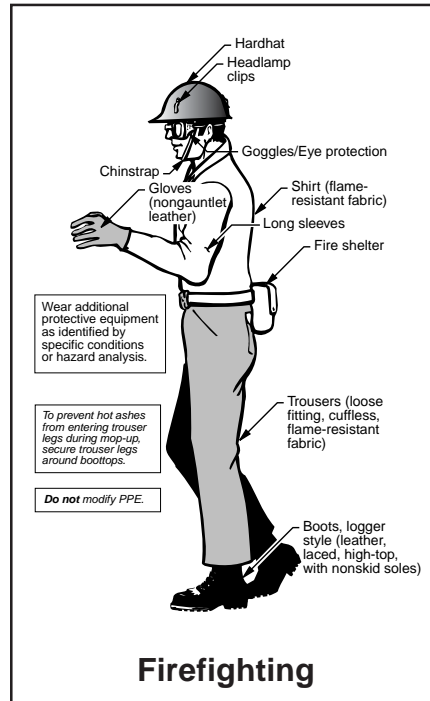 Hardhat
Headlamp
clips
Goggles/Eye protection
Chinstrap
Gloves
(nongauntlet
leather)
Shirt (flame-
resistant fabric)
Long sleeves
Fire shelter
Wear additional
protective equipment
as identified by
specific conditions
or hazard analysis.
To prevent hot ashes
from entering trouser
legs during mop-up,
secure trouser legs
around boottops.
Do not modify PPE.
Trousers (loose
fitting, cuffless,
flame-resistant
fabric)
Boots, logger
style (leather,
laced, high-top,
with nonskid soles)
Firefighting